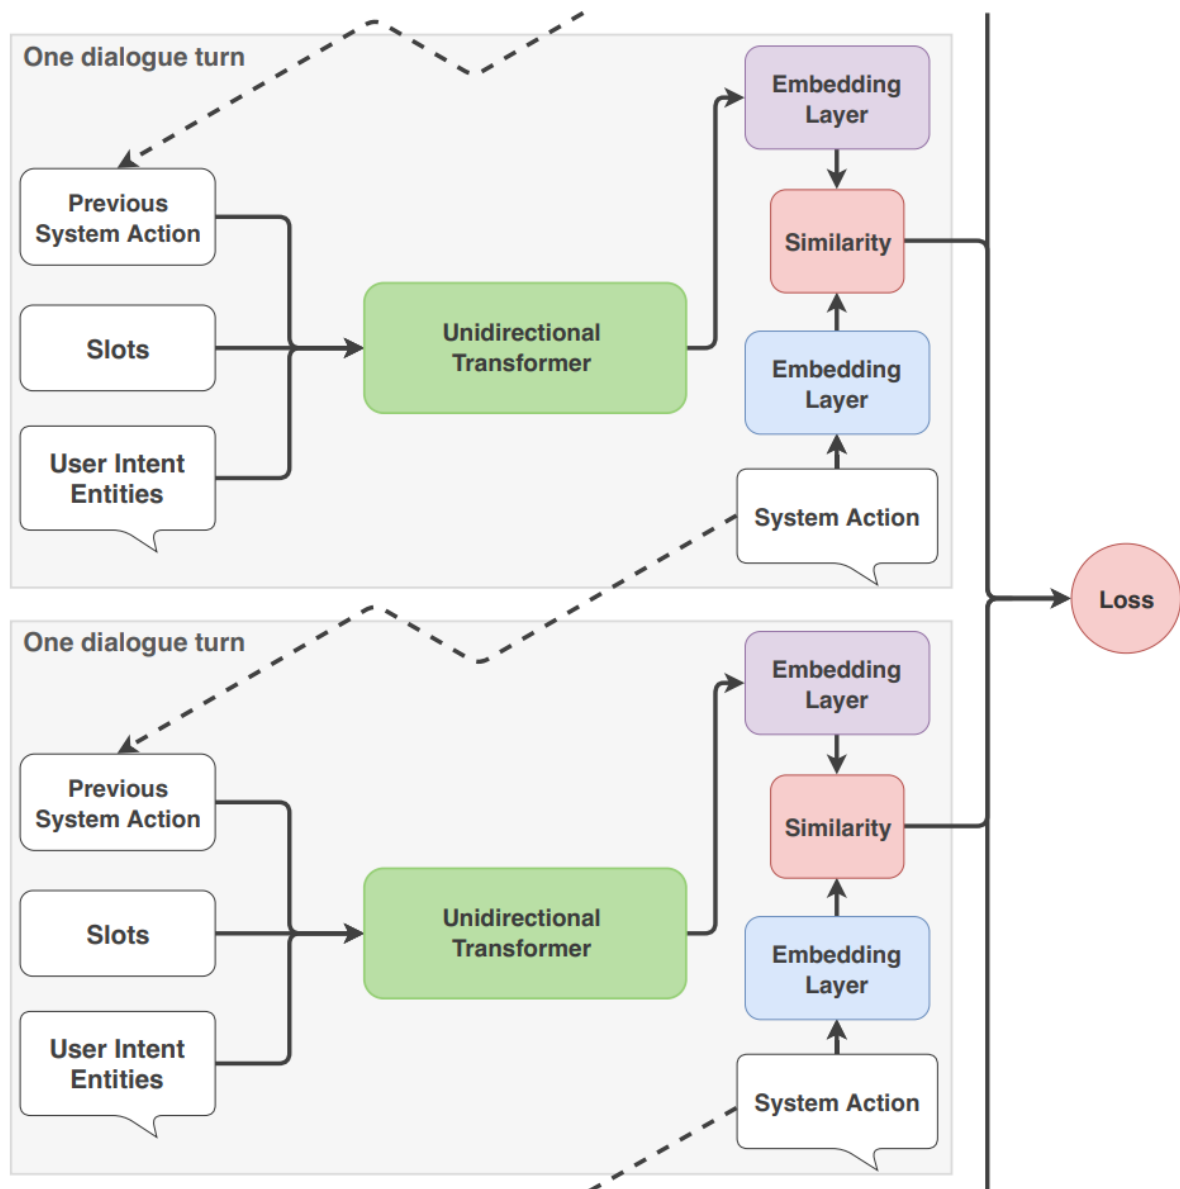 One dialogue turn
Embedding
Layer
Previous
System Action
Similarity
Unidirectional
Transformer
Slots
Embedding
Layer
User Intent
Entities
System Action
Loss
One dialogue turn
Embedding
Layer
Previous
System Action
Similarity
Unidirectional
Transformer
Slots
Embedding
Layer
User Intent
Entities
System Action